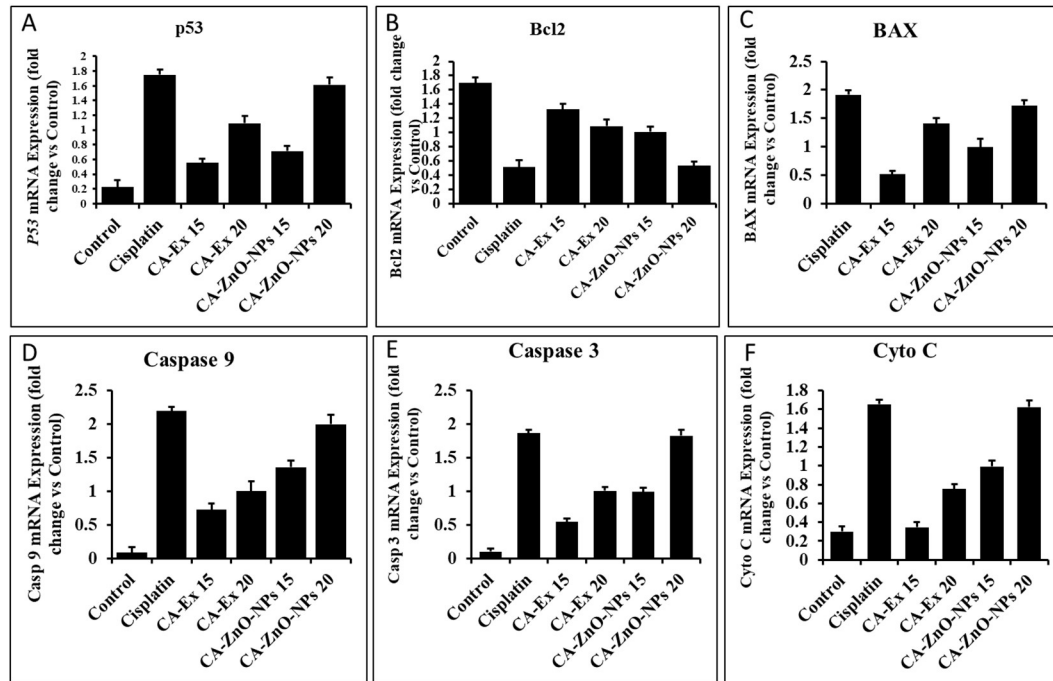 A
p53
P53 mRNA Expression (fold
change vs Control)
2
1.8
1.6
1.4
1.2
1
0.8
0.6
0.4
0.2
0
Control
Cisplatin
CA-Ex 15
CA-Ex 20
CA-ZnO-NPs 15
CA-ZnO-NPs 20
B
Bcl2
Bcl2 mRNA Expression (fold change
vs Control)
2
1.8
1.6
1.4
1.2
1
0.8
0.6
0.4
0.2
0
Control
Cisplatin
CA-Ex 15
CA-Ex 20
CA-ZnO-NPs 15
CA-ZnO-NPs 20
C
BAX
BAX mRNA Expression (fold
change vs Control)
2.5
2
1.5
1
0.5
0
Cisplatin
CA-Ex 15
CA-Ex 20
CA-ZnO-NPs 15
CA-ZnO-NPs 20
D
Caspase 9
Casp 9 mRNA Expression (fold
change vs Control)
2.5
2
1.5
1
0.5
0
Control
Cisplatin
CA-Ex 15
CA-Ex 20
CA-ZnO-NPs 15
CA-ZnO-NPs 20
E
Caspase 3
Casp 3 mRNA Expression (fold
change vs Control)
2.5
2
1.5
1
0.5
0
Control
Cisplatin
CA-Ex 15
CA-Ex 20
CA-ZnO-NPs 15
CA-ZnO-NPs 20
F
Cyto C
Cyto C mRNA Expression (fold
change vs Control)
1.8
1.6
1.4
1.2
1
0.8
0.6
0.4
0.2
0
Control
Cisplatin
CA-Ex 15
CA-Ex 20
CA-ZnO-NPs 15
CA-ZnO-NPs 20